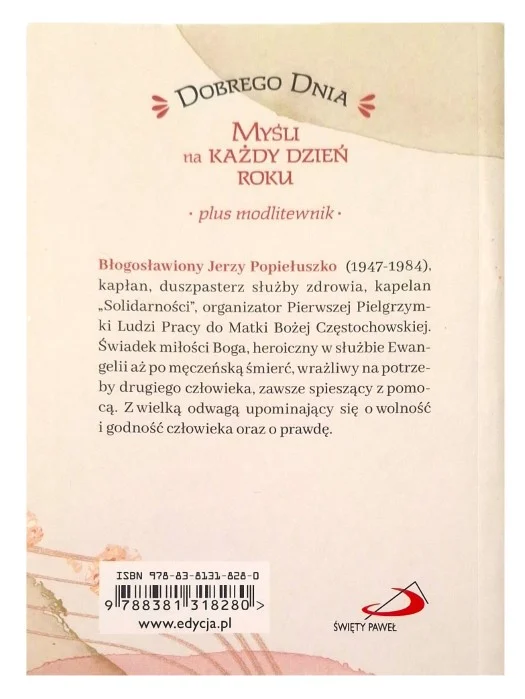 DOBREGO DNIA
MYŚLI
na KAŻDY DZIEŃ
ROKU
• plus modlitewnik •
Błogosławiony Jerzy Popiełuszko (1947-1984),
kapłan, duszpasterz służby zdrowia, kapelan
„Solidarności”, organizator Pierwszej Pielgrzym-
ki Ludzi Pracy do Matki Bożej Częstochowskiej.
Świadek miłości Boga, heroiczny w służbie Ewan-
gelii aż po męczeńską śmierć, wrażliwy na potrze-
by drugiego człowieka, zawsze spieszący z pomo-
cą. Z wielką odwagą upominający się o wolność
i godność człowieka oraz o prawdę.
ISBN 978-83-8131-828-0
9 788381 318280 >
www.edycja.pl
ŚWIĘTY PAWEŁ